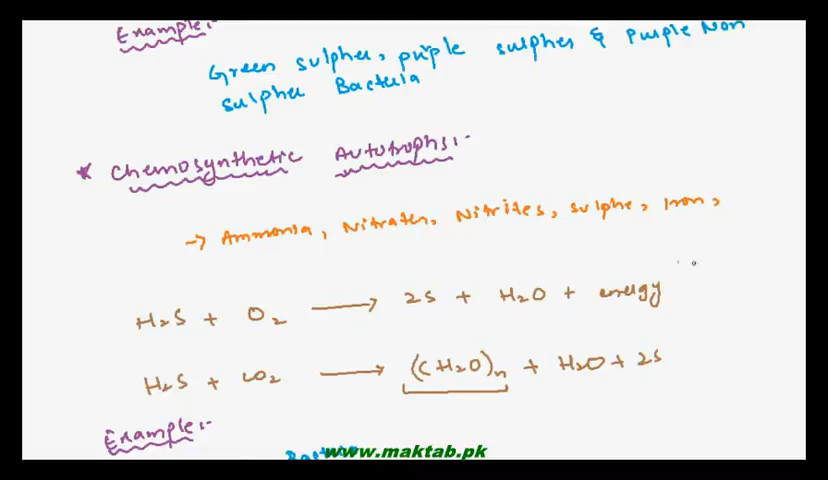 Example:-
Green sulpher, purple sulpher & Purple Non
sulpher Bacteria
* Chemosynthetic Autotrophs:-
→ Ammonia, Nitrates, Nitrites, sulphe, Iron,
H2S + O2 → 2S + H2O + energy
H2S + CO2 → (CH2O)n + H2O + 2S
Example:-
www.maktab.pk